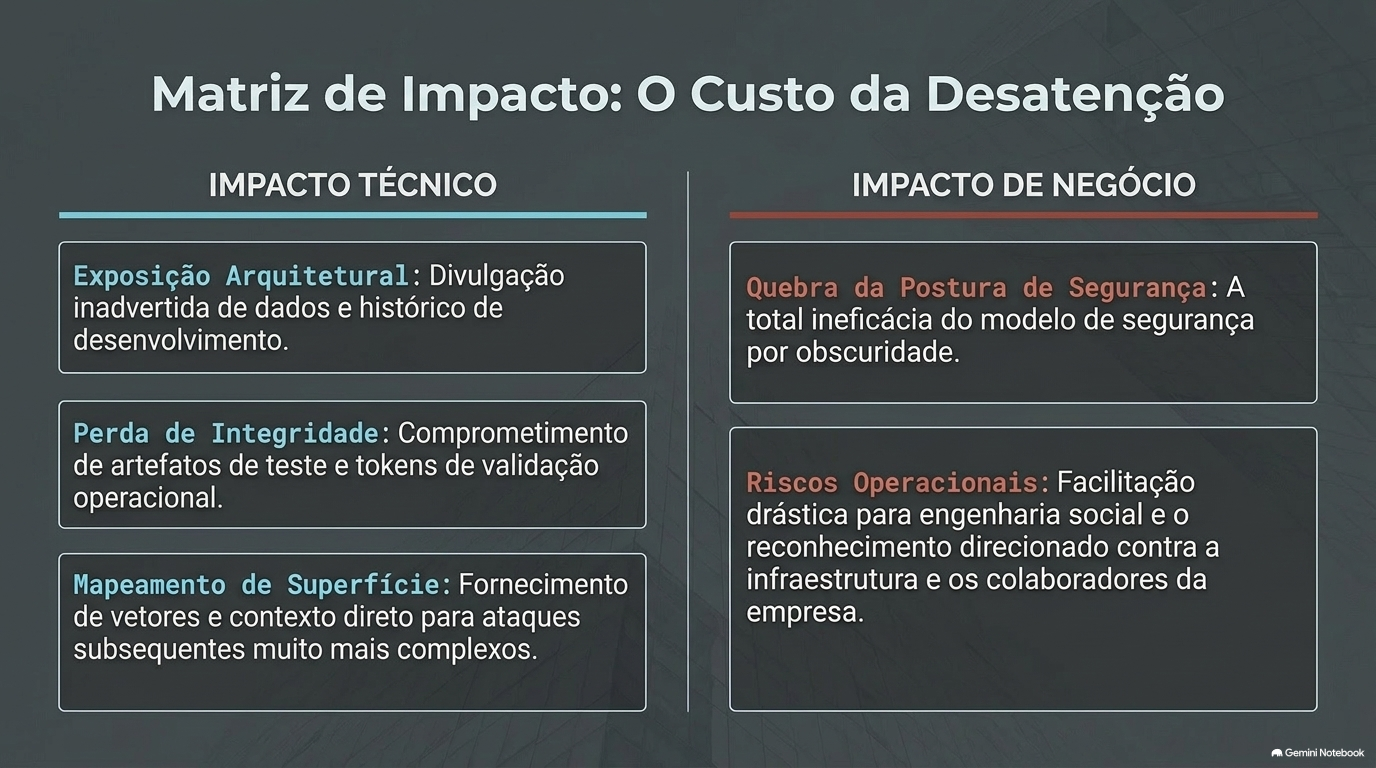 Matriz de Impacto: O Custo da Desatenção
IMPACTO TÉCNICO
Exposição Arquitetural: Divulgação
inadvertida de dados e histórico de
desenvolvimento.
Perda de Integridade: Comprometimento
de artefatos de teste e tokens de validação
operacional.
Mapeamento de Superfície: Fornecimento
de vetores e contexto direto para ataques
subsequentes muito mais complexos.
IMPACTO DE NEGÓCIO
Quebra da Postura de Segurança: A
total ineficácia do modelo de segurança
por obscuridade.
Riscos Operacionais: Facilitação
drástica para engenharia social e o
reconhecimento direcionado contra a
infraestrutura e os colaboradores da
empresa.
Gemini Notebook